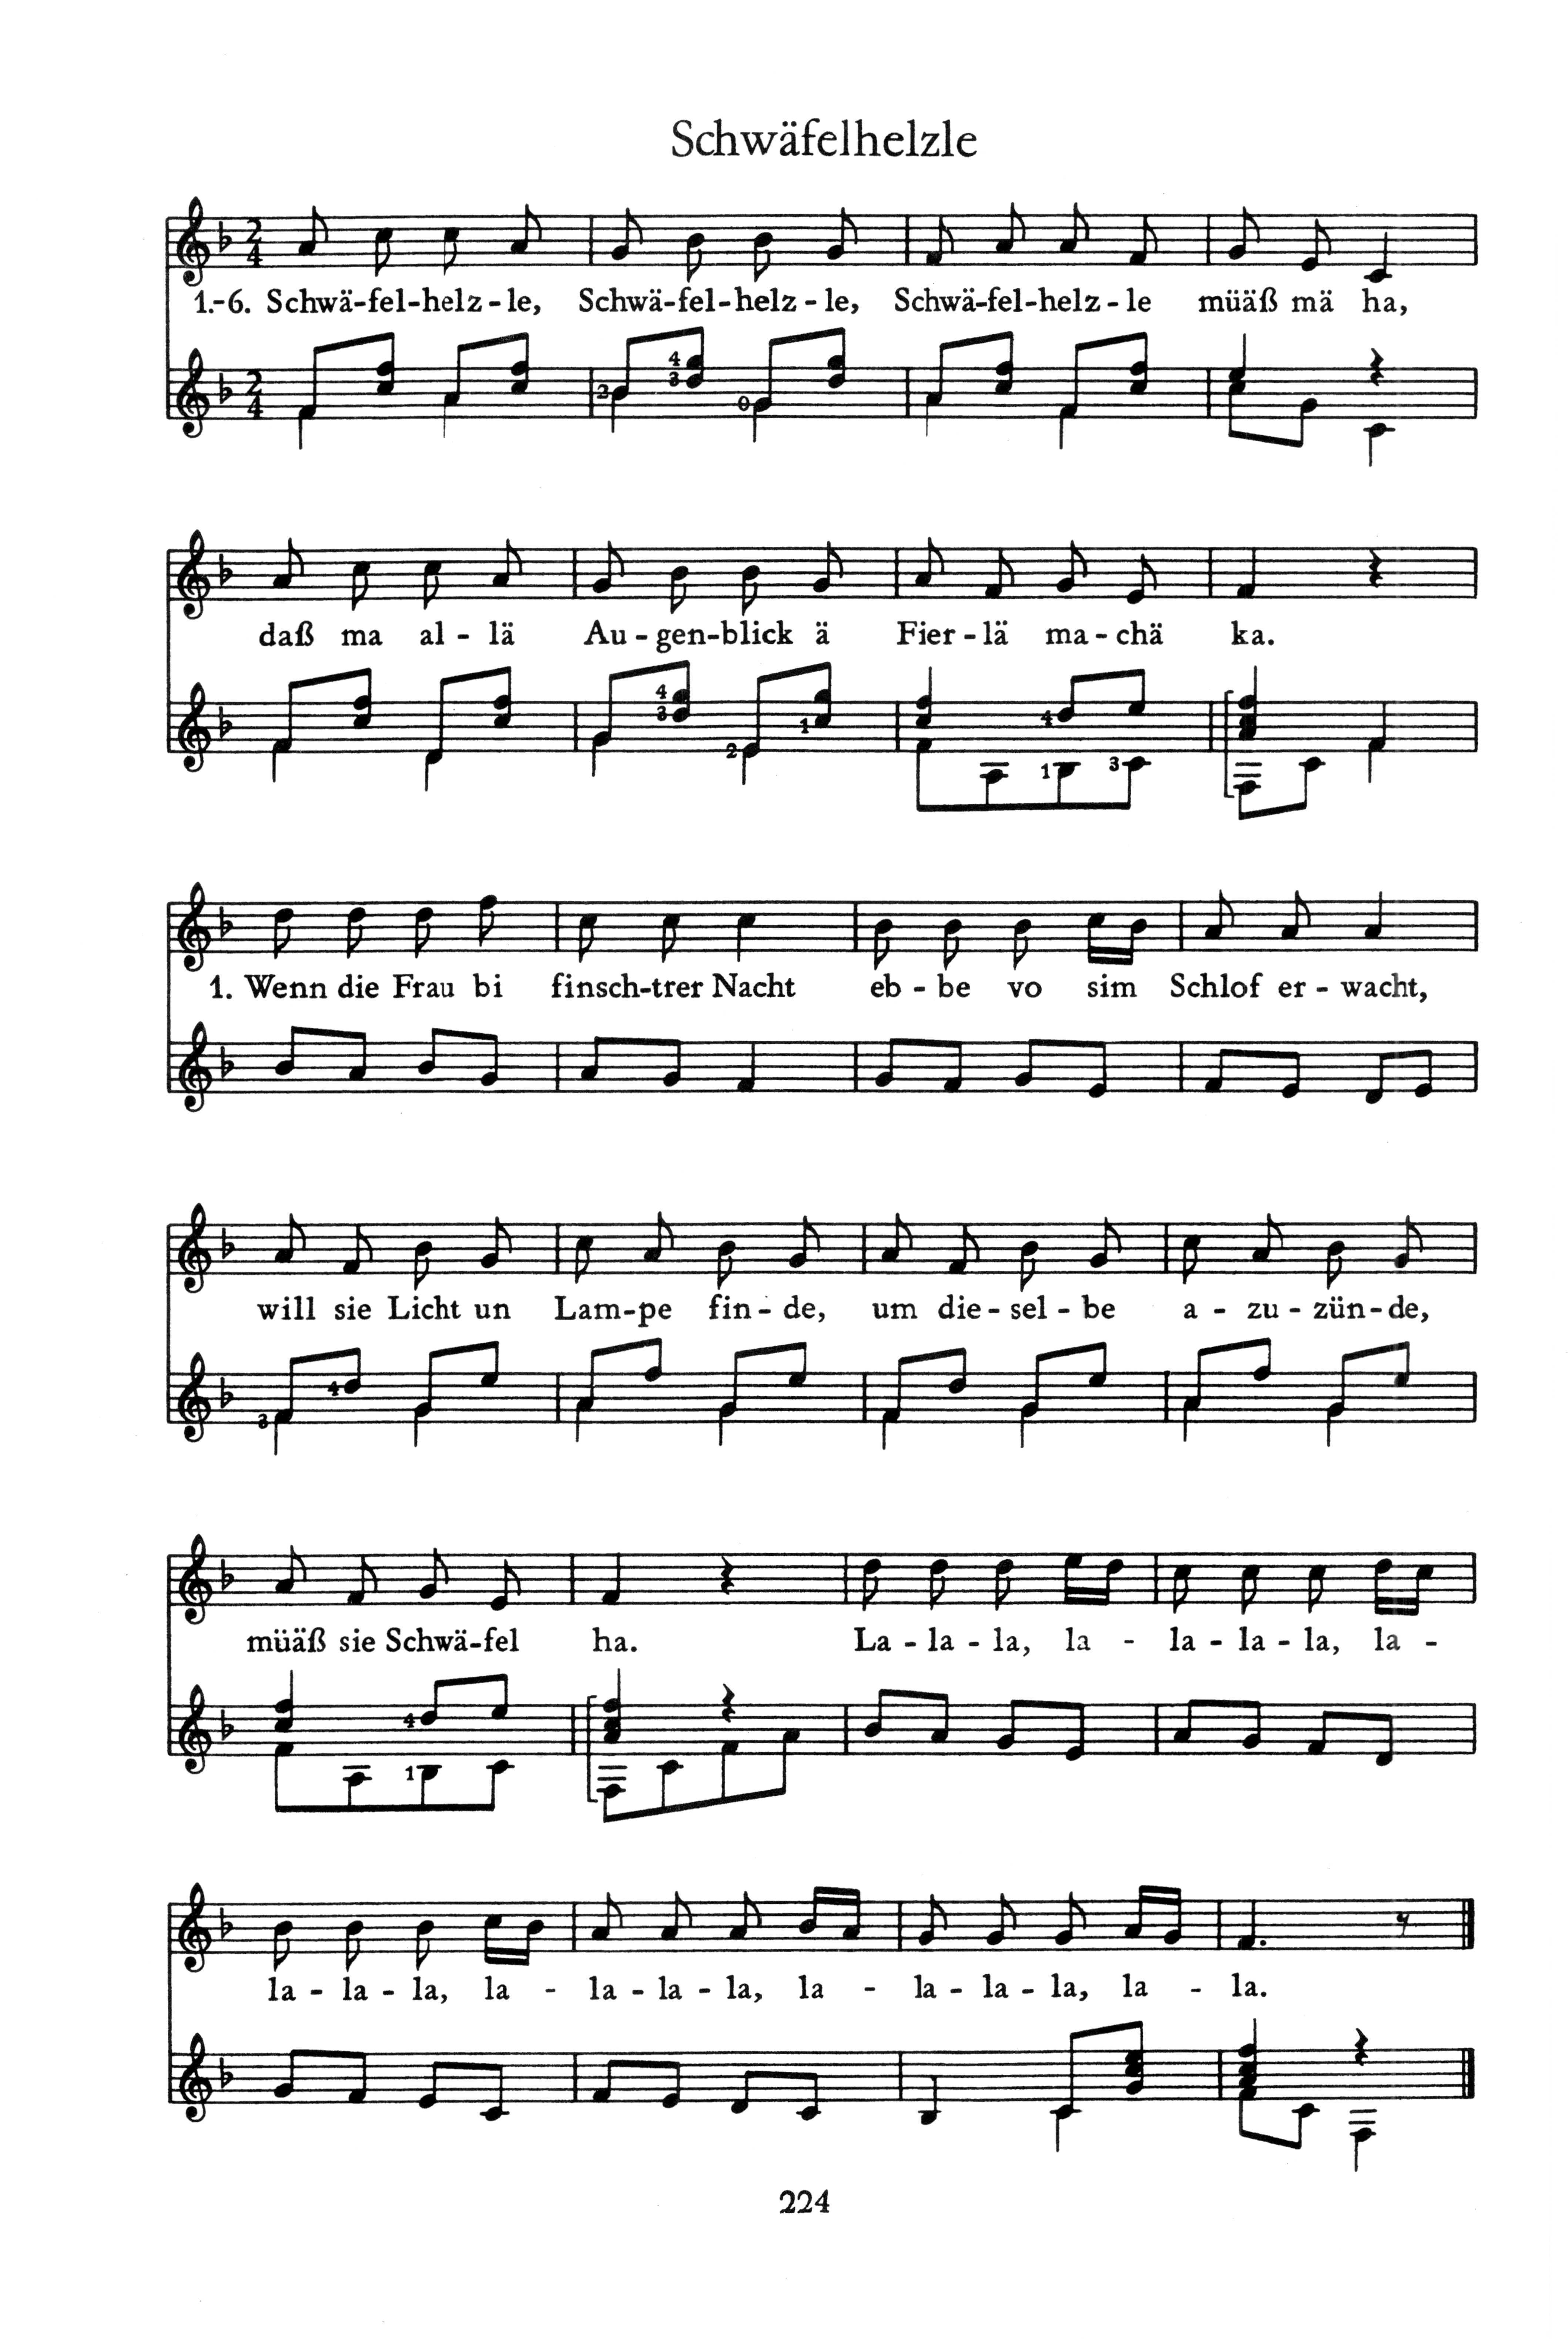 Schwäfelhelzle
1.-6. Schwä-fel-helz-le, Schwä-fel-helz-le, Schwä-fel-helz-le müäß mä ha,
daß ma al-lä Au-gen-blick ä Fier-lä ma-chä ka.
1. Wenn die Frau bi finsch-trer Nacht eb-be vo sim Schlof er-wacht,
will sie Licht un Lam-pe fin-de, um die-sel-be a-zu-zün-de,
müäß sie Schwä-fel ha. La-la-la, la-la-la-la, la-
la-la-la, la-la-la-la, la-la-la-la, la-la.
224